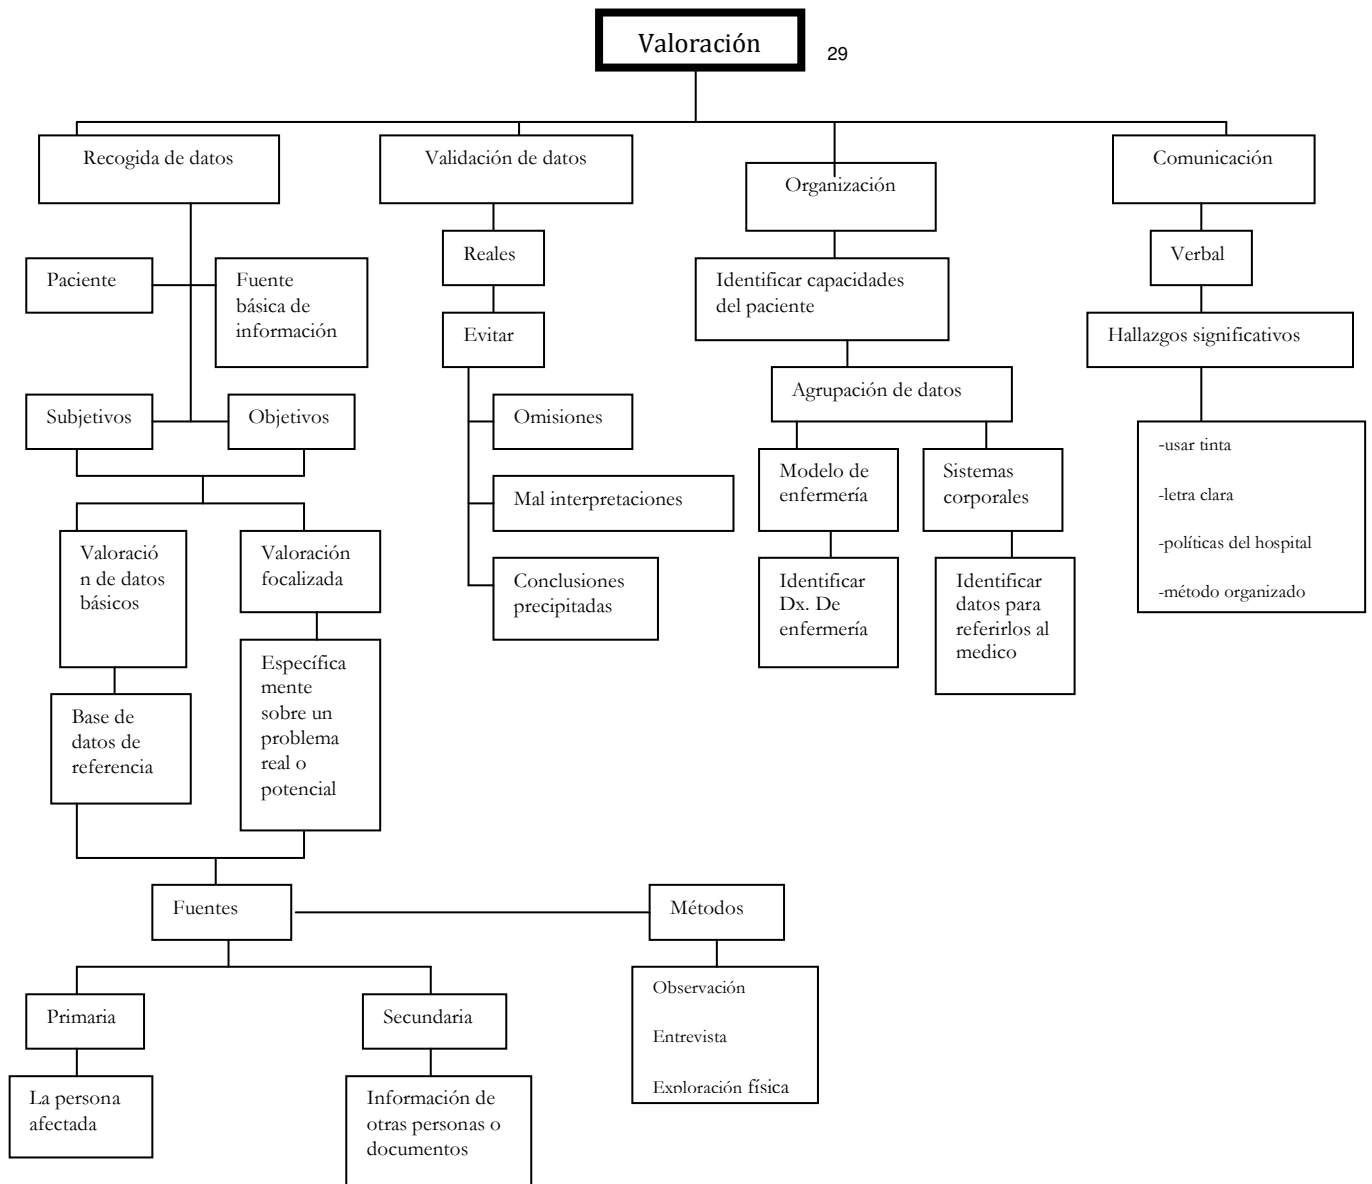 Valoración
29
Recogida de datos
Validación de datos
Organización
Comunicación
Paciente
Fuente
básica de
información
Reales
Identificar capacidades
del paciente
Verbal
Evitar
Hallazgos significativos
Subjetivos
Objetivos
Omisiones
Agrupación de datos
-usar tinta
-letra clara
-políticas del hospital
-método organizado
Mal interpretaciones
Modelo de
enfermería
Sistemas
corporales
Valoració
n de datos
básicos
Valoración
focalizada
Conclusiones
precipitadas
Identificar
Dx. De
enfermería
Identificar
datos para
referirlos al
medico
Base de
datos de
referencia
Específica
mente
sobre un
problema
real o
potencial
Fuentes
Métodos
Primaria
Secundaria
Observación
Entrevista
Exploración física
La persona
afectada
Información de
otras personas o
documentos